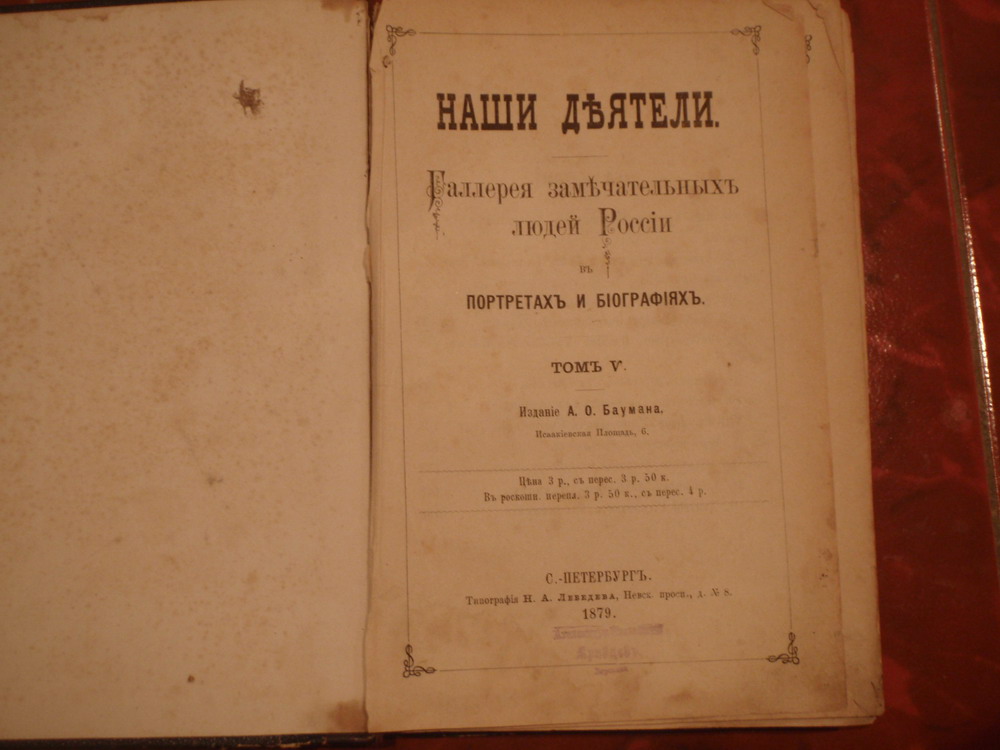 НАШИ ДѢЯТЕЛИ.
Галлерея замѣчательныхъ
людей Россіи
въ
ПОРТРЕТАХЪ И БІОГРАФІЯХЪ.
ТОМЪ V.
Изданіе А. О. Баумана.
Исаакіевская Площадь, 6.
Цѣна 3 р., съ перес. 3 р. 50 к.
Въ роскошн. перепл. 3 р. 50 к., съ перес. 4 р.
С.-ПЕТЕРБУРГЪ.
Типографія Н. А. Лебедева, Невск. просп., д. № 8.
1879.